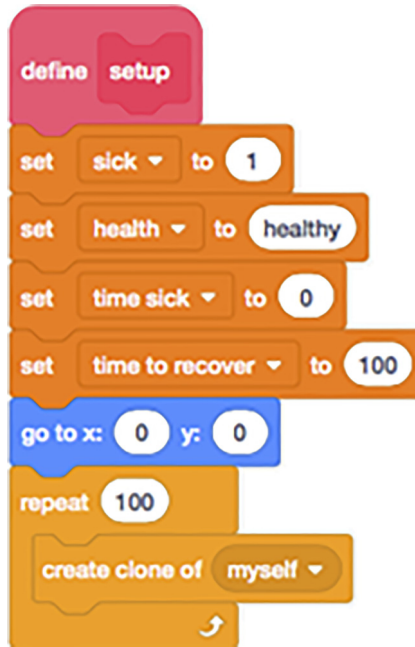 define setup
set sick to 1
set health to healthy
set time sick to 0
set time to recover to 100
go to x: 0 y: 0
repeat 100
create clone of myself